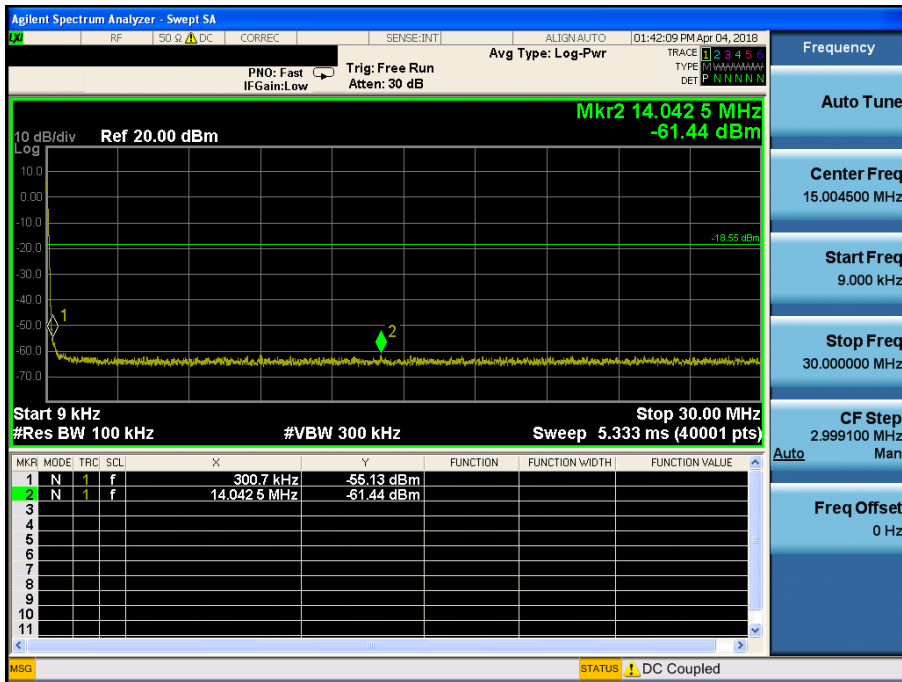 Agilent Spectrum Analyzer - Swept SA
LXI RF 50 Ω DC CORREC SENSE:INT ALIGN AUTO 01:42:09 PM Apr 04, 2018
Avg Type: Log-Pwr TRACE 1 2 3 4 5 6
PNO: Fast Trig: Free Run TYPE MWWWWW
IFGain:Low Atten: 30 dB DET P N N N N N
Mkr2 14.042 5 MHz
-61.44 dBm
10 dB/div Ref 20.00 dBm
Log
10.0
0.00
-10.0
-18.55 dBm
-20.0
-30.0
-40.0
-50.0
1
2
-60.0
-70.0
Start 9 kHz Stop 30.00 MHz
#Res BW 100 kHz #VBW 300 kHz Sweep 5.333 ms (40001 pts)
MKR MODE TRC SCL X Y FUNCTION FUNCTION WIDTH FUNCTION VALUE
1 N 1 f 300.7 kHz -55.13 dBm
2 N 1 f 14.042 5 MHz -61.44 dBm
3
4
5
6
7
8
9
10
11
MSG STATUS DC Coupled
Frequency
Auto Tune
Center Freq
15.004500 MHz
Start Freq
9.000 kHz
Stop Freq
30.000000 MHz
CF Step
2.999100 MHz
Auto Man
Freq Offset
0 Hz